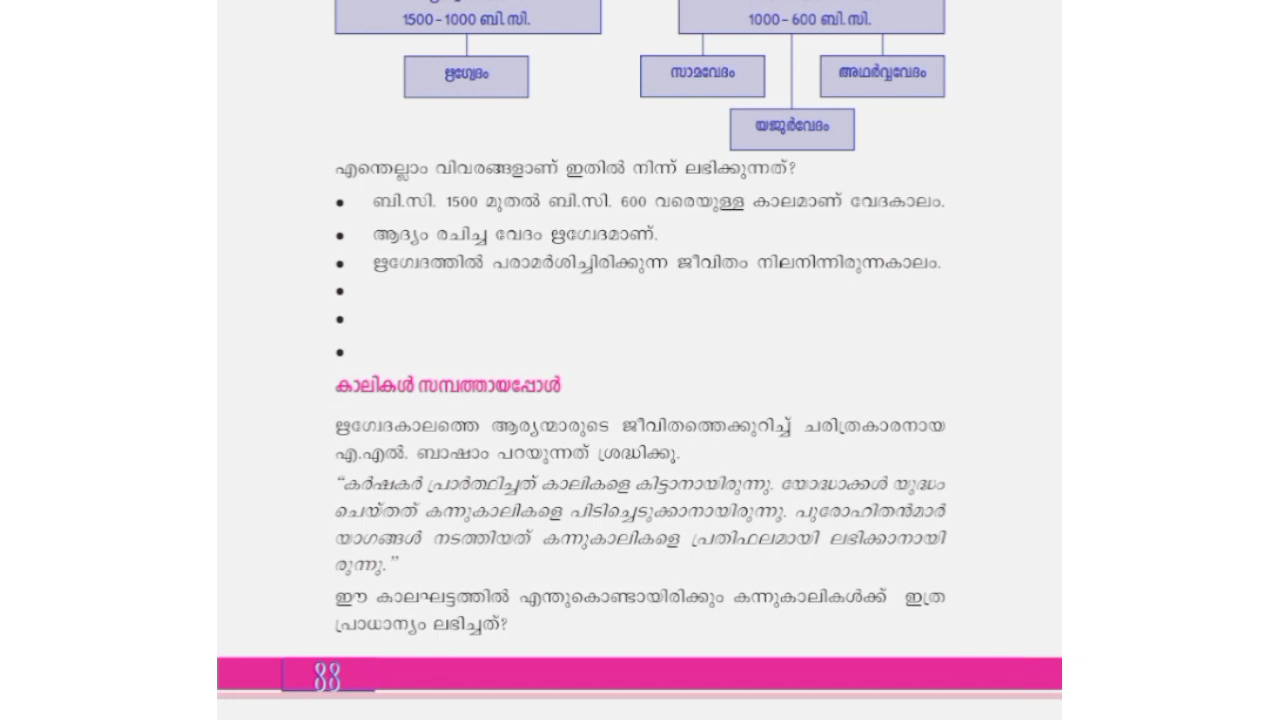 1500-1000 ബി.സി.
1000-600 ബി.സി.
ഋഗ്വേദം
സാമവേദം
അഥർവ്വവേദം
യജുർവേദം
എന്തെല്ലാം വിവരങ്ങളാണ് ഇതിൽ നിന്ന് ലഭിക്കുന്നത്?
• ബി.സി. 1500 മുതൽ ബി.സി. 600 വരെയുള്ള കാലമാണ് വേദകാലം.
• ആദ്യം രചിച്ച വേദം ഋഗ്വേദമാണ്.
• ഋഗ്വേദത്തിൽ പരാമർശിച്ചിരിക്കുന്ന ജീവിതം നിലനിന്നിരുന്നകാലം.
•
•
•
കാലികൾ സമ്പത്തായപ്പോൾ
ഋഗ്വേദകാലത്തെ ആര്യന്മാരുടെ ജീവിതത്തെക്കുറിച്ച് ചരിത്രകാരനായ
എ.എൽ. ബാഷാം പറയുന്നത് ശ്രദ്ധിക്കൂ.
“കർഷകർ പ്രാർത്ഥിച്ചത് കാലികളെ കിട്ടാനായിരുന്നു. യോദ്ധാക്കൾ യുദ്ധം
ചെയ്തത് കന്നുകാലികളെ പിടിച്ചെടുക്കാനായിരുന്നു. പുരോഹിതൻമാർ
യാഗങ്ങൾ നടത്തിയത് കന്നുകാലികളെ പ്രതിഫലമായി ലഭിക്കാനായി
രുന്നു.”
ഈ കാലഘട്ടത്തിൽ എന്തുകൊണ്ടായിരിക്കും കന്നുകാലികൾക്ക് ഇത്ര
പ്രാധാന്യം ലഭിച്ചത്?
88